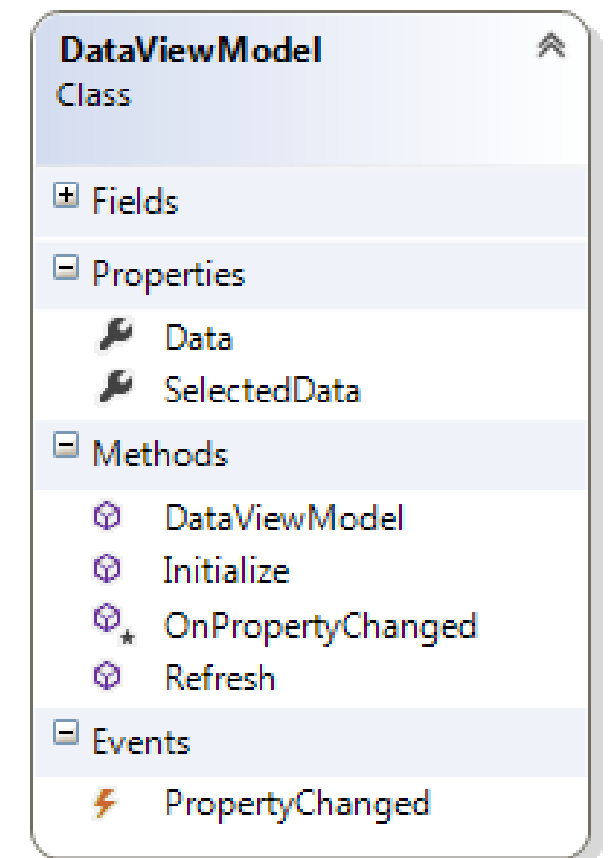 DataViewModel
Class
Fields
Properties
Data
SelectedData
Methods
DataViewModel
Initialize
OnPropertyChanged
Refresh
Events
PropertyChanged